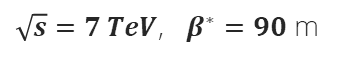 √s = 7 TeV, β* = 90 m